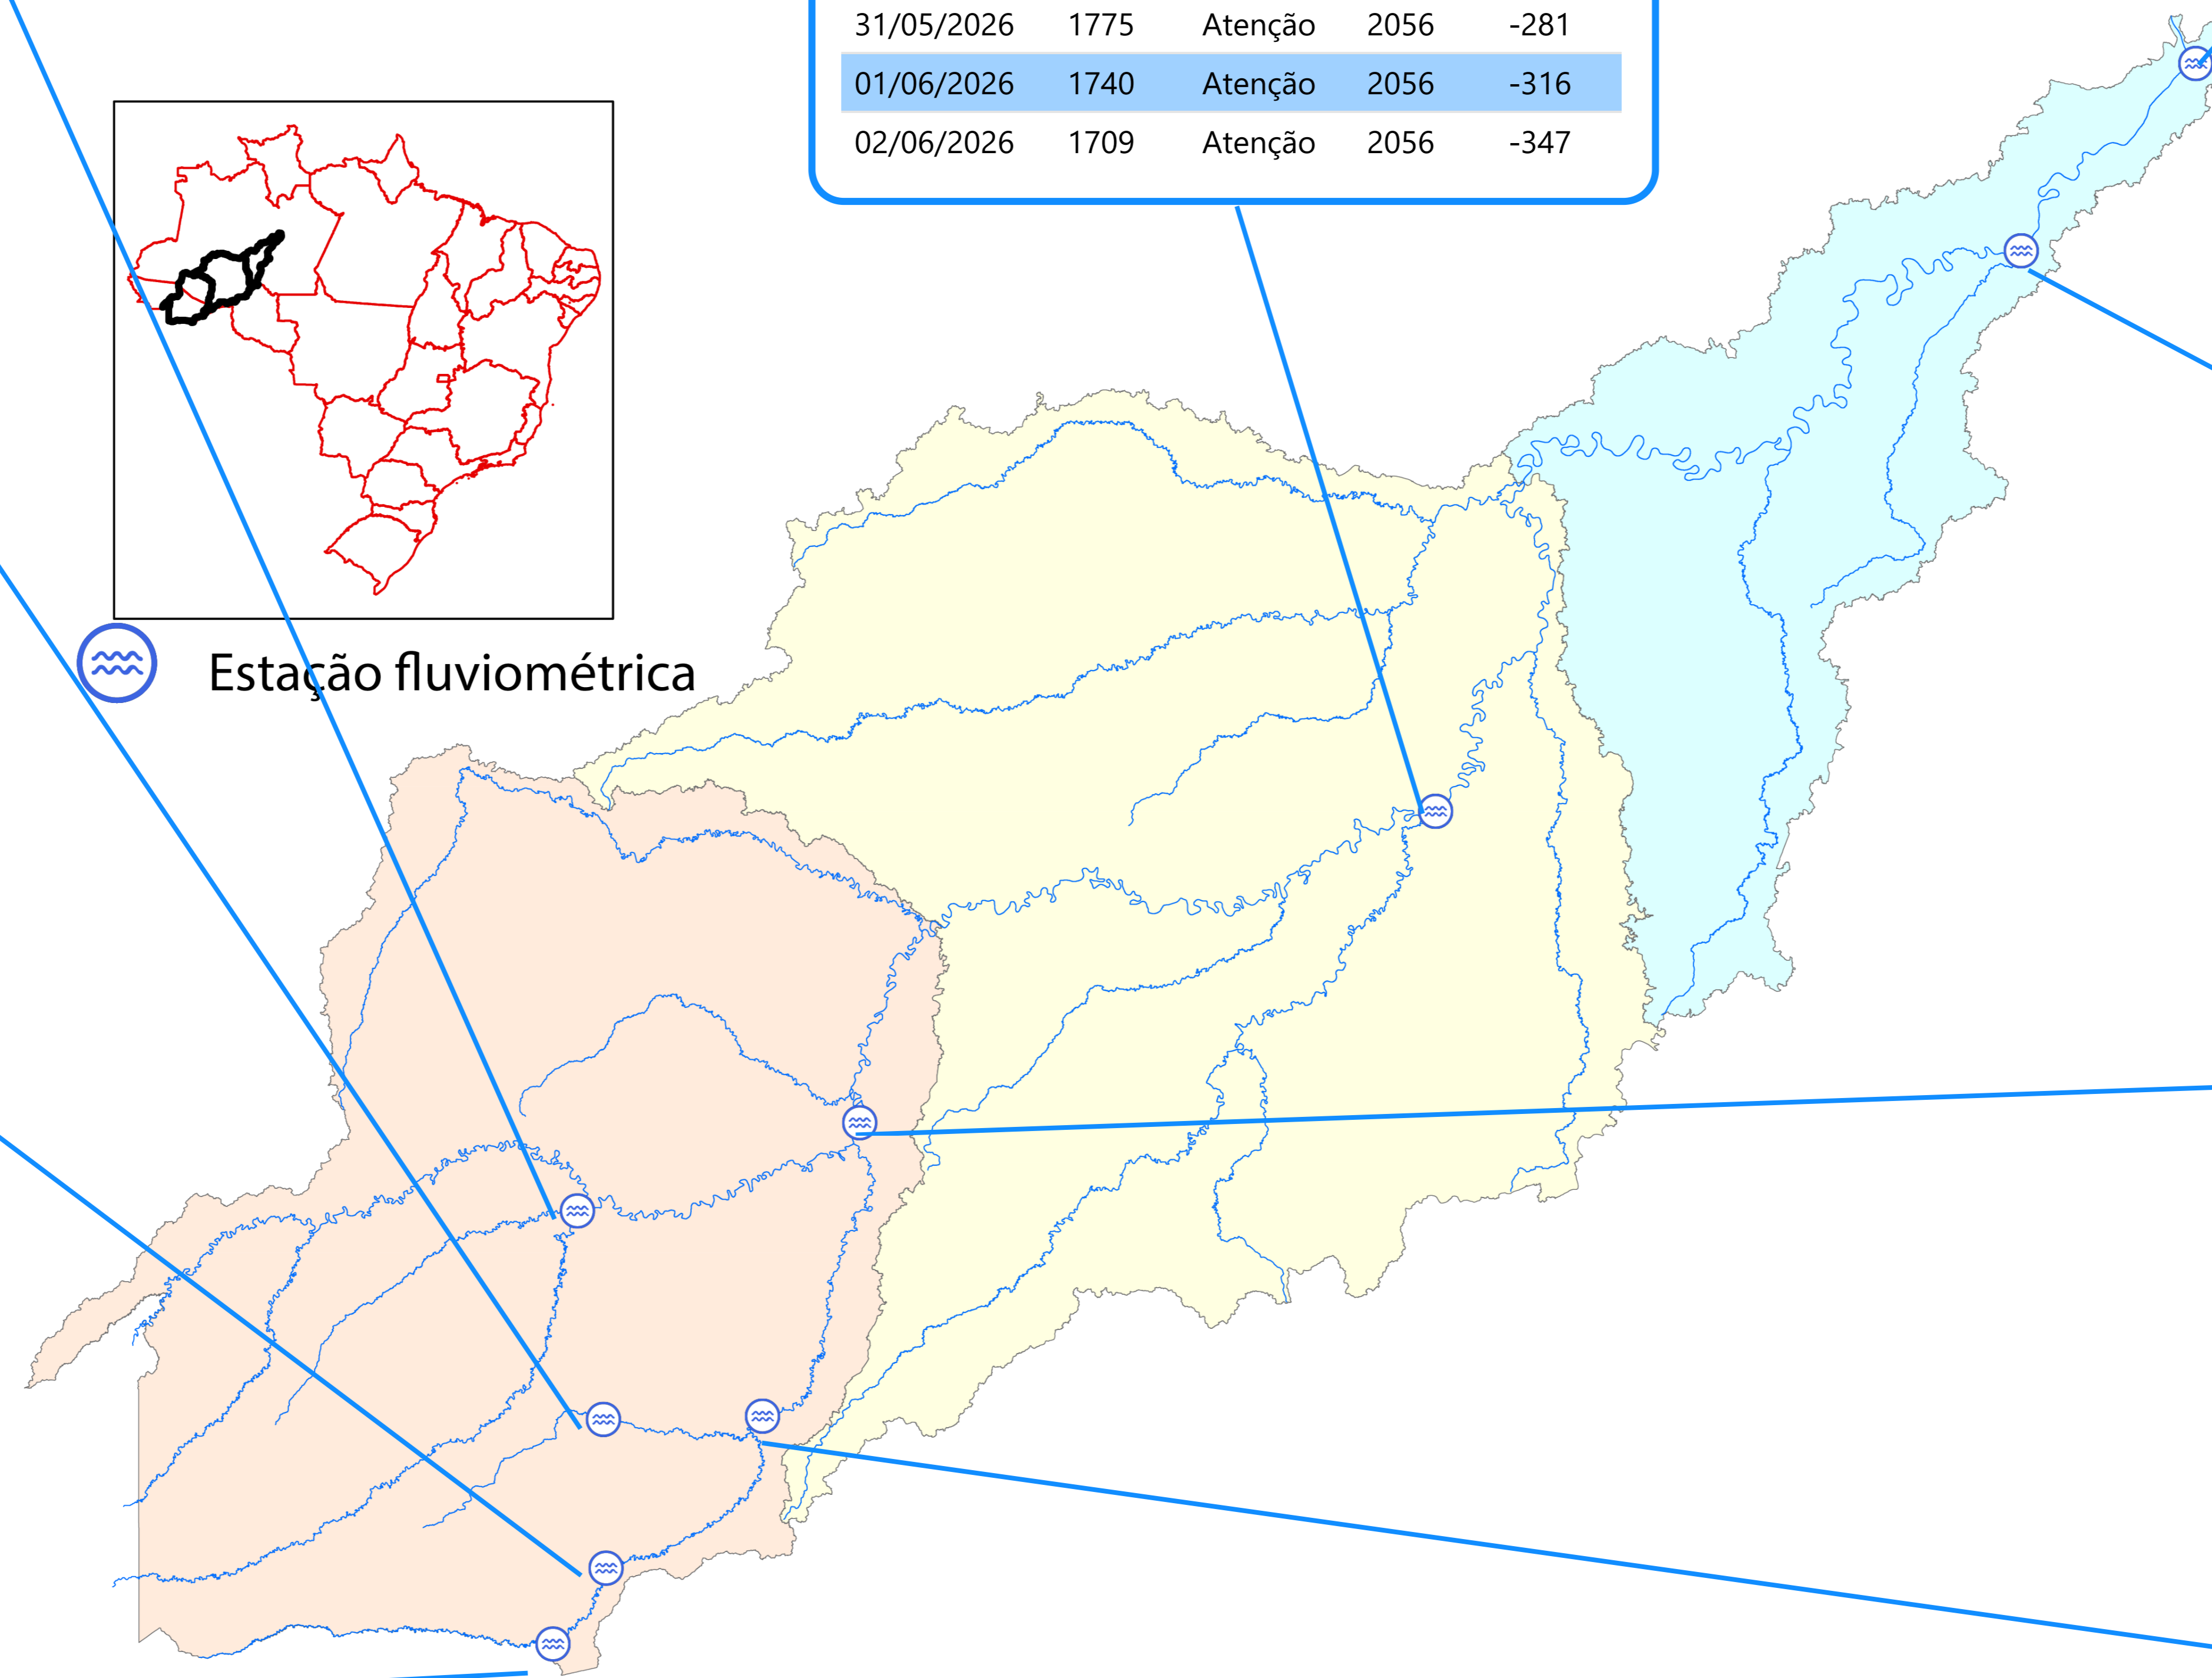 31/05/2026 1775 Atenção 2056 -281
01/06/2026 1740 Atenção 2056 -316
02/06/2026 1709 Atenção 2056 -347
Estação fluviométrica